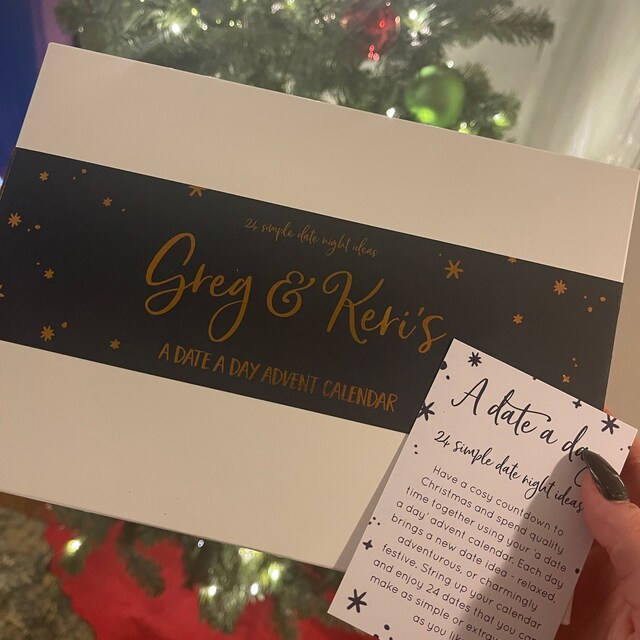 24 simple date night ideas
Greg & Keri's
A DATE A DAY ADVENT CALENDAR
A date a day
24 simple date night ideas
Have a cosy countdown to
Christmas and spend quality
time together using your 'a date
a day' advent calendar. Each day
brings a new date idea - relaxed,
adventurous, or charmingly
festive. String up your calendar
and enjoy 24 dates that you can
make as simple or
as you